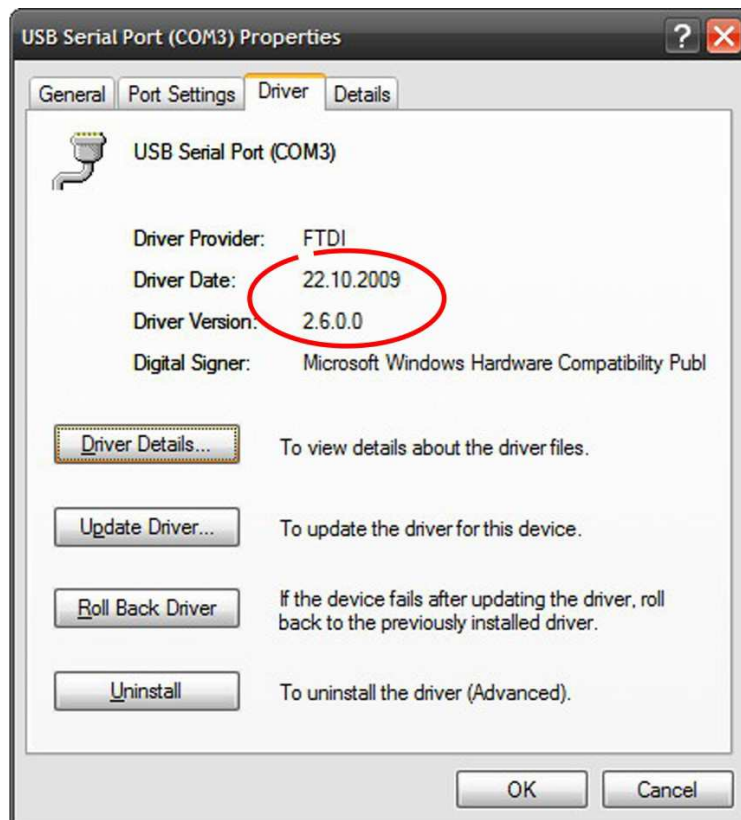 USB Serial Port (COM3) Properties
General Port Settings Driver Details
USB Serial Port (COM3)
Driver Provider: FTDI
Driver Date: 22.10.2009
Driver Version: 2.6.0.0
Digital Signer: Microsoft Windows Hardware Compatibility Publ
Driver Details... To view details about the driver files.
Update Driver... To update the driver for this device.
Roll Back Driver If the device fails after updating the driver, roll
back to the previously installed driver.
Uninstall To uninstall the driver (Advanced).
OK Cancel